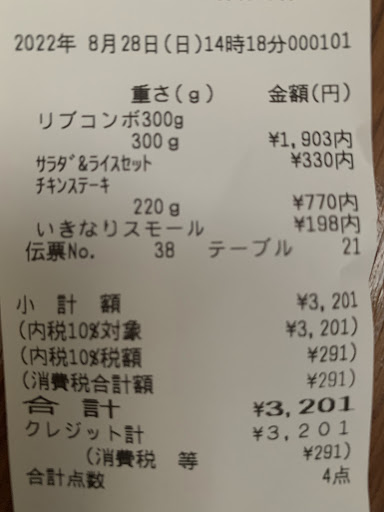 2022年 8月28日(日)14時18分000101
重さ(g) 金額(円)
リブコンボ300g
300g ¥1,903内
サラダ&ライスセット ¥330内
チキンステーキ
220g ¥770内
いきなりスモール ¥198内
伝票No. 38 テーブル 21
小計額 ¥3,201
(内税10%対象 ¥3,201)
(内税10%税額 ¥291)
(消費税合計額 ¥291)
合計 ¥3,201
クレジット計 ¥3,201
(消費税 等 ¥291)
合計点数 4点